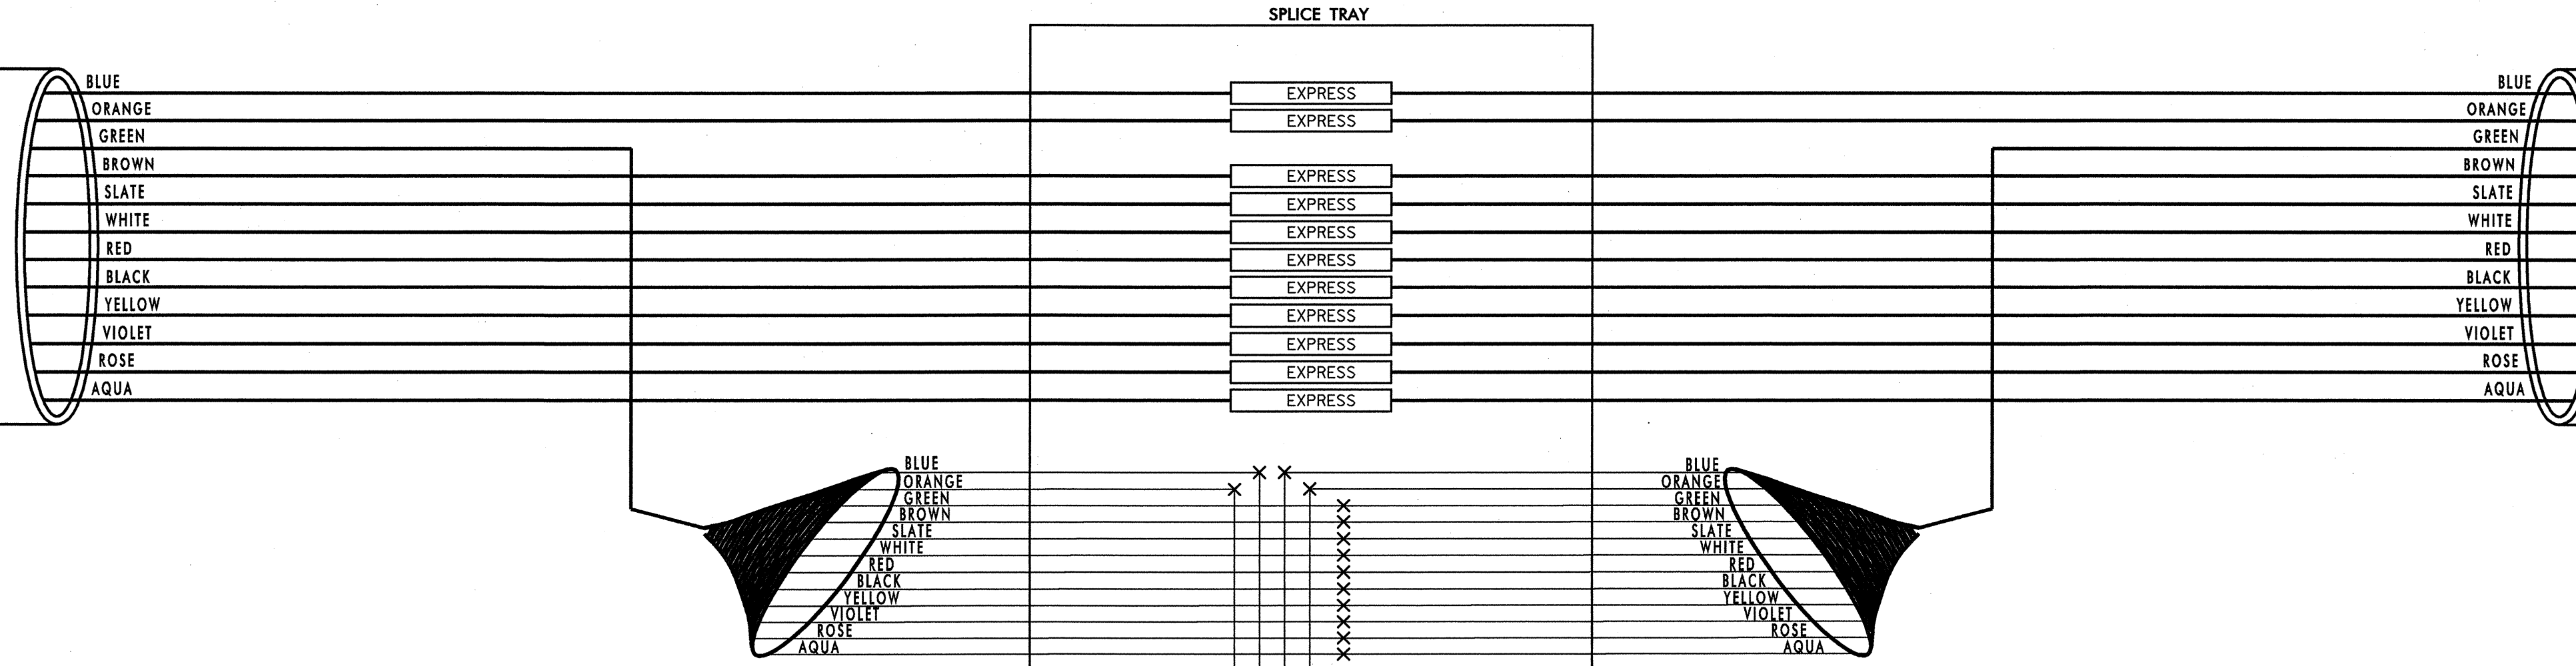 SPLICE TRAY
BLUE EXPRESS BLUE
ORANGE EXPRESS ORANGE
GREEN GREEN
BROWN EXPRESS BROWN
SLATE EXPRESS SLATE
WHITE EXPRESS WHITE
RED EXPRESS RED
BLACK EXPRESS BLACK
YELLOW EXPRESS YELLOW
VIOLET EXPRESS VIOLET
ROSE EXPRESS ROSE
AQUA EXPRESS AQUA
BLUE BLUE
ORANGE ORANGE
GREEN GREEN
BROWN BROWN
SLATE SLATE
WHITE WHITE
RED RED
BLACK BLACK
YELLOW YELLOW
VIOLET VIOLET
ROSE ROSE
AQUA AQUA